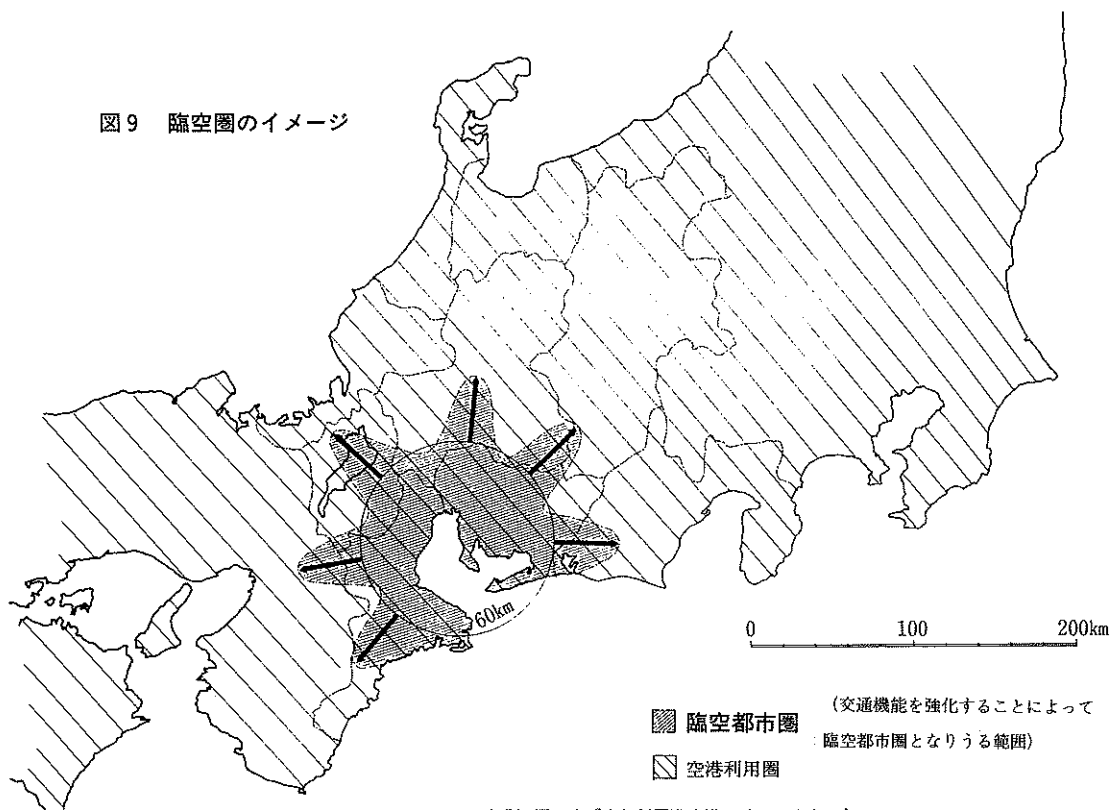 図9 臨空圏のイメージ
60km
0 100 200km
臨空都市圏
(交通機能を強化することによって
臨空都市圏となりうる範囲)
空港利用圏